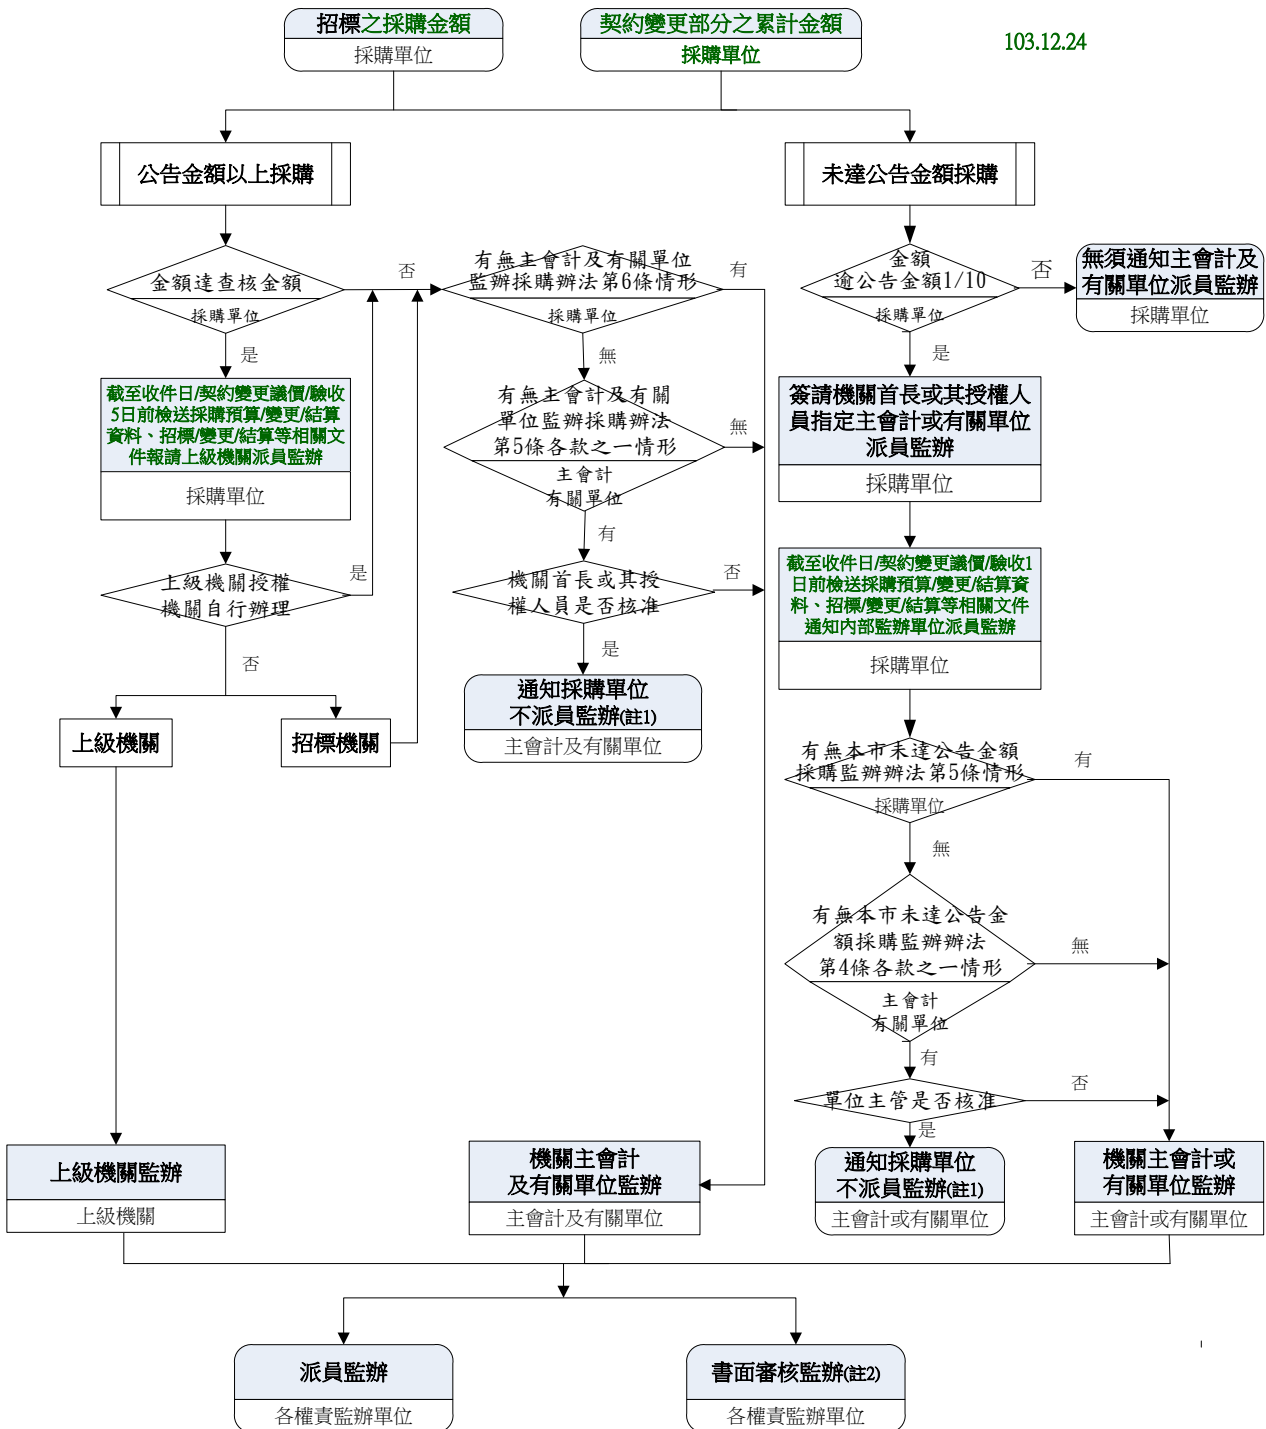 招標之採購金額
採購單位
契約變更部分之累計金額
採購單位
103.12.24
公告金額以上採購
未達公告金額採購
金額達查核金額
採購單位
否
是
有無主會計及有關單位
監辦採購辦法第6條情形
採購單位
有
無
金額
逾公告金額1/10
採購單位
否
是
無須通知主會計及
有關單位派員監辦
採購單位
截至收件日/契約變更議價/驗收
5日前檢送採購預算/變更/結算
資料、招標/變更/結算等相關文
件報請上級機關派員監辦
採購單位
有無主會計及有關
單位監辦採購辦法
第5條各款之一情形
主會計
有關單位
無
有
簽請機關首長或其授權人
員指定主會計或有關單位
派員監辦
採購單位
上級機關授權
機關自行辦理
是
否
機關首長或其授
權人員是否核准
否
是
截至收件日/契約變更議價/驗收1
日前檢送採購預算/變更/結算資
料、招標/變更/結算等相關文件
通知內部監辦單位派員監辦
採購單位
上級機關
招標機關
通知採購單位
不派員監辦(註1)
主會計及有關單位
有無本市未達公告金額
採購監辦辦法第5條情形
採購單位
有
無
有無本市未達公告金
額採購監辦辦法
第4條各款之一情形
主會計
有關單位
無
有
單位主管是否核准
否
是
上級機關監辦
上級機關
機關主會計
及有關單位監辦
主會計及有關單位
通知採購單位
不派員監辦(註1)
主會計或有關單位
機關主會計或
有關單位監辦
主會計或有關單位
派員監辦
各權責監辦單位
書面審核監辦(註2)
各權責監辦單位